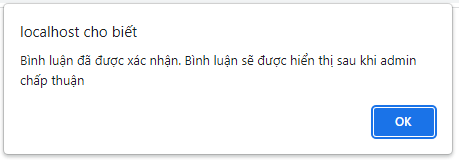 localhost cho biết
Bình luận đã được xác nhận. Bình luận sẽ được hiển thị sau khi admin
chấp thuận
OK